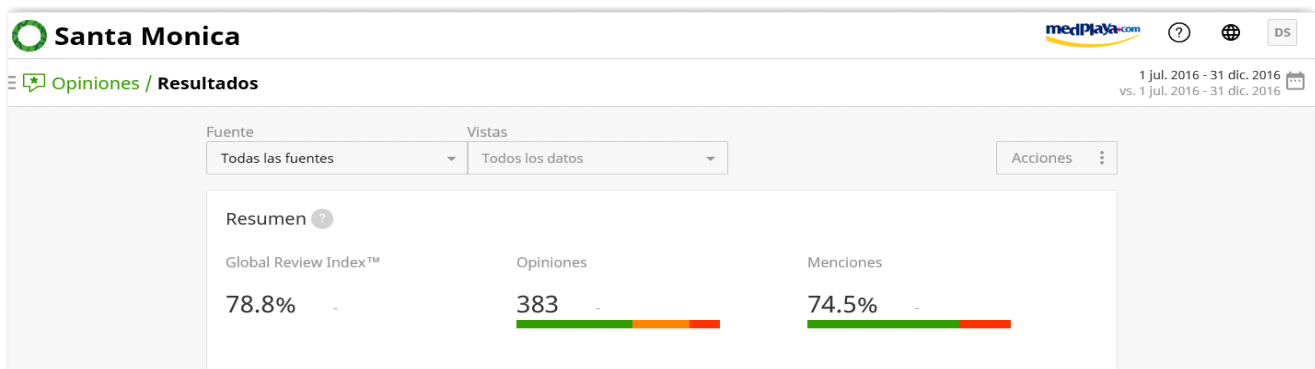 Santa Monica
medPlaya.com
?
DS
Opiniones / Resultados
1 jul. 2016 - 31 dic. 2016
vs. 1 jul. 2016 - 31 dic. 2016
Fuente
Vistas
Todas las fuentes
Todos los datos
Acciones
Resumen ?
Global Review Index™
Opiniones
Menciones
78.8% -
383 -
74.5% -